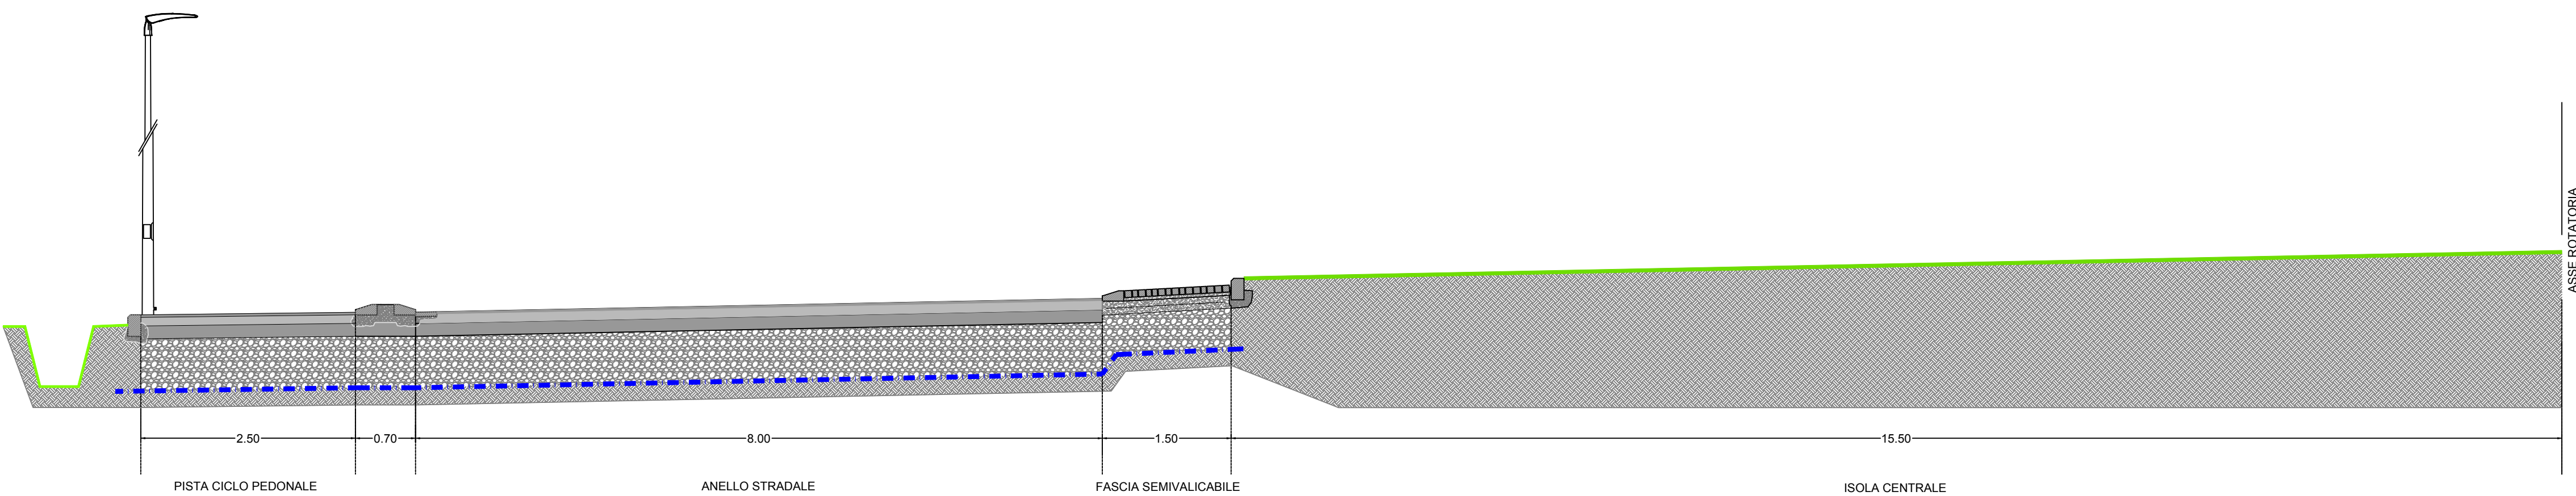 ASSE ROTATORIA
2.50
0.70
8.00
1.50
15.50
PISTA CICLO PEDONALE
ANELLO STRADALE
FASCIA SEMIVALICABILE
ISOLA CENTRALE